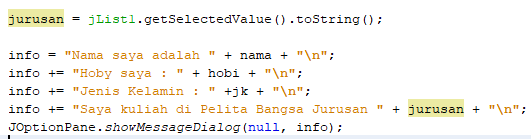 jurusan = jList1.getSelectedValue().toString();
info = "Nama saya adalah " + nama + "\n";
info += "Hoby saya : " + hobi + "\n";
info += "Jenis Kelamin : " +jk + "\n";
info += "Saya kuliah di Pelita Bangsa Jurusan " + jurusan + "\n";
JOptionPane.showMessageDialog(null, info);